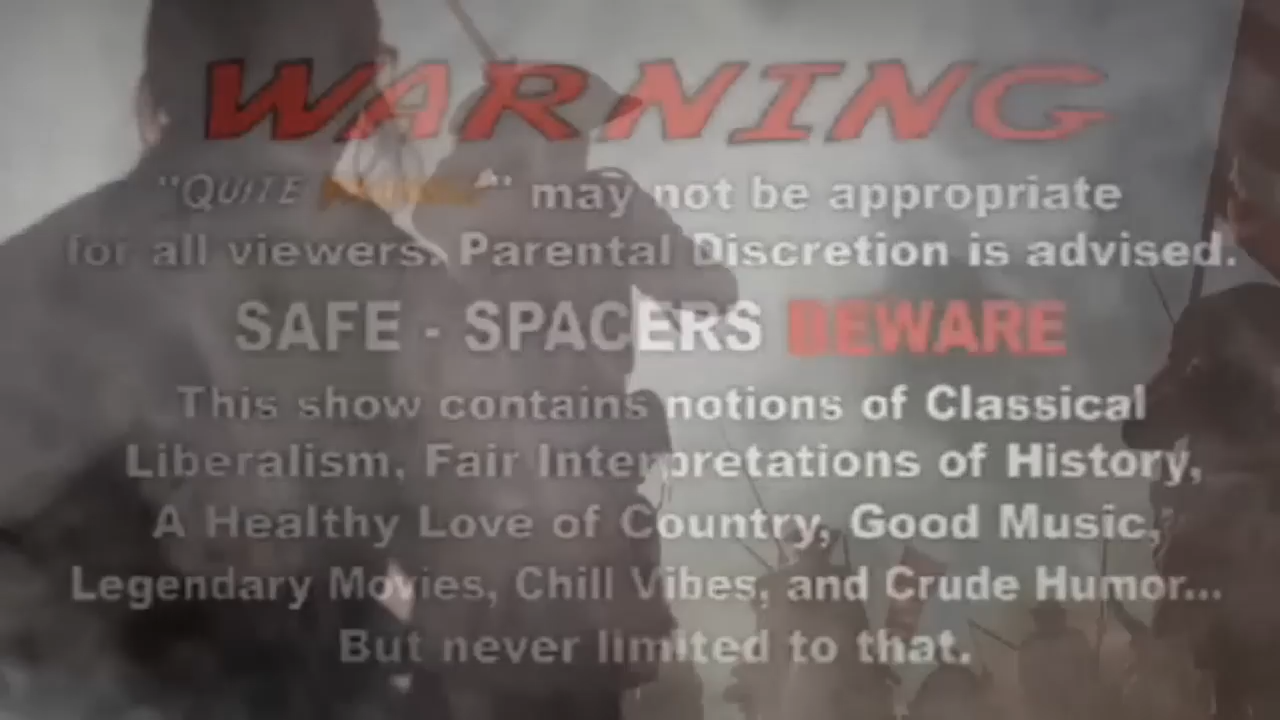 WARNING
"QUITE " may not be appropriate
for all viewers. Parental Discretion is advised.
SAFE - SPACERS BEWARE
This show contains notions of Classical
Liberalism, Fair Interpretations of History,
A Healthy Love of Country, Good Music,
Legendary Movies, Chill Vibes, and Crude Humor...
But never limited to that.